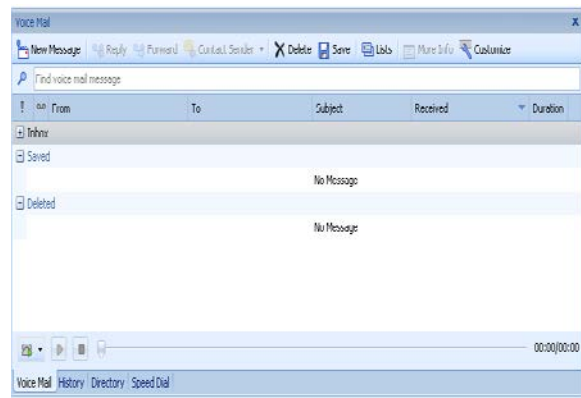 Voice Mail X
New Message Reply Forward Contact Sender Delete Save Lists More Info Customize
Find voice mail message
! From To Subject Received Duration
Inbox
Saved
No Message
Deleted
No Message
00:00/00:00
Voice Mail History Directory Speed Dial